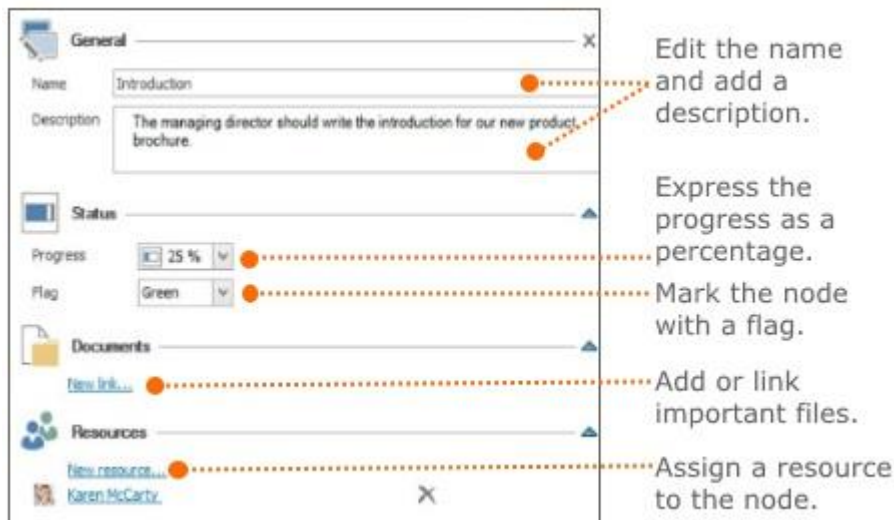 General
Name Introduction
Description The managing director should write the introduction for our new product
brochure.
Status
Progress 25 %
Flag Green
Documents
New link...
Resources
New resource...
Karen McCarty
Edit the name
and add a
description.
Express the
progress as a
percentage.
Mark the node
with a flag.
Add or link
important files.
Assign a resource
to the node.